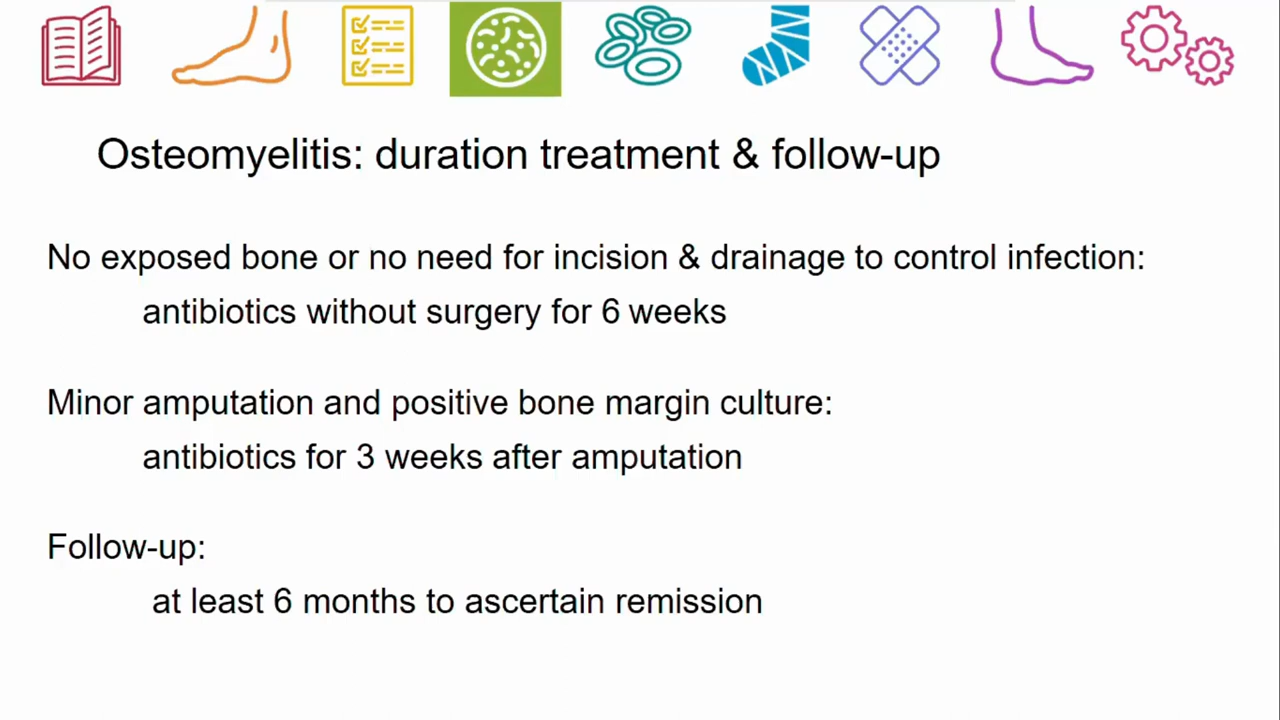 Osteomyelitis: duration treatment & follow-up
No exposed bone or no need for incision & drainage to control infection:
antibiotics without surgery for 6 weeks
Minor amputation and positive bone margin culture:
antibiotics for 3 weeks after amputation
Follow-up:
at least 6 months to ascertain remission